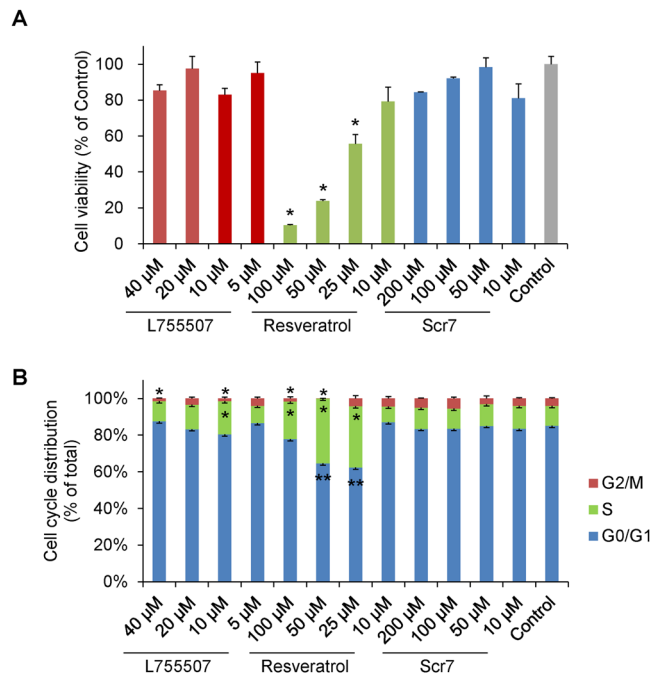 A
Cell viability (% of Control)
100
80
60
40
20
0
*
*
*
40 µM
20 µM
10 µM
5 µM
100 µM
50 µM
25 µM
10 µM
200 µM
100 µM
50 µM
10 µM
Control
L755507
Resveratrol
Scr7
B
Cell cycle distribution
(% of total)
100%
80%
60%
40%
20%
0%
* * * *
* * * *
** **
G2/M
S
G0/G1
40 µM
20 µM
10 µM
5 µM
100 µM
50 µM
25 µM
10 µM
200 µM
100 µM
50 µM
10 µM
Control
L755507
Resveratrol
Scr7